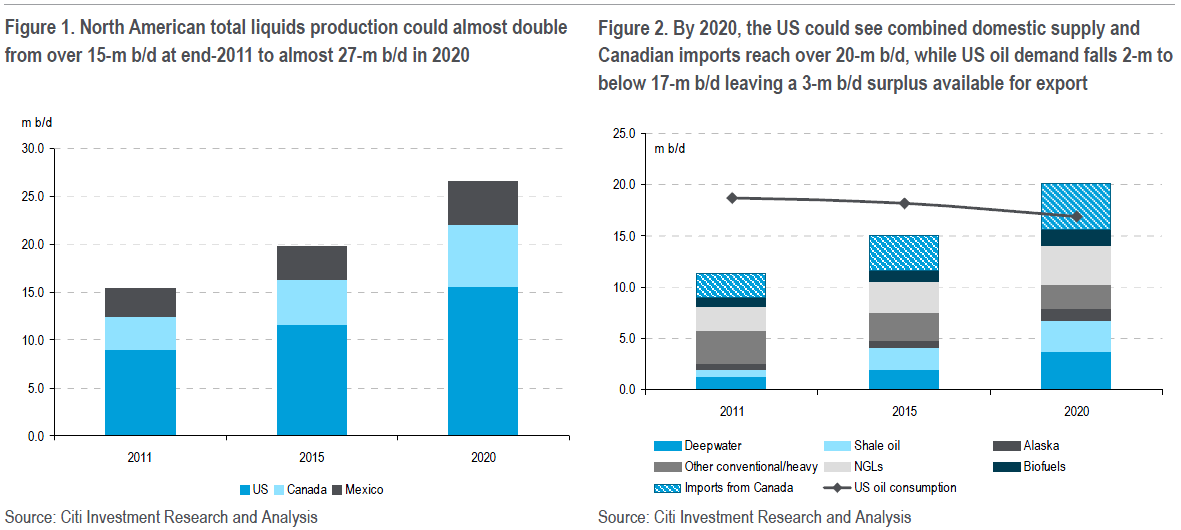 Figure 1. North American total liquids production could almost double
from over 15-m b/d at end-2011 to almost 27-m b/d in 2020
m b/d
30.0
25.0
20.0
15.0
10.0
5.0
0.0
2011 2015 2020
US Canada Mexico
Source: Citi Investment Research and Analysis
Figure 2. By 2020, the US could see combined domestic supply and
Canadian imports reach over 20-m b/d, while US oil demand falls 2-m to
below 17-m b/d leaving a 3-m b/d surplus available for export
25.0
m b/d
20.0
15.0
10.0
5.0
0.0
2011 2015 2020
Deepwater Shale oil Alaska
Other conventional/heavy NGLs Biofuels
Imports from Canada US oil consumption
Source: Citi Investment Research and Analysis